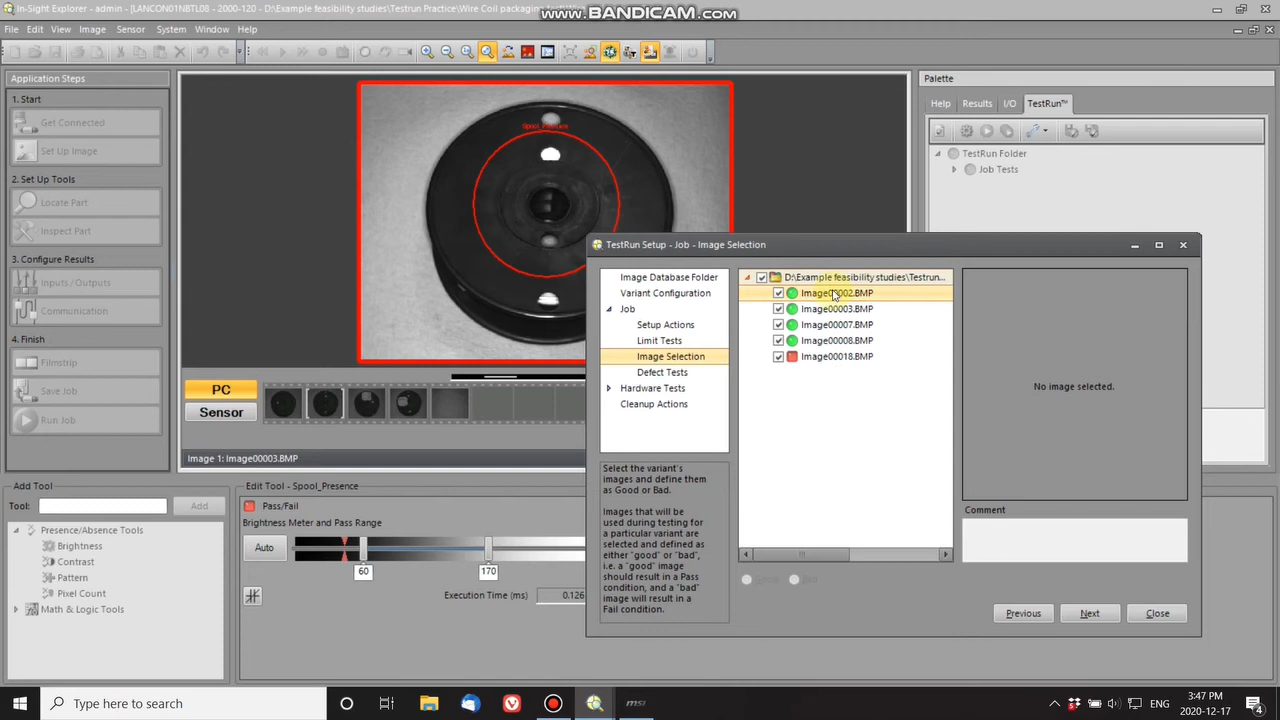 In-Sight Explorer - admin - [LANCON01NBTL08 - 2000-120 - D:\Example feasibility studies\Testrun Practice\Wire Coil packaging
www.BANDICAM.com
File Edit View Image Sensor System Window Help
Application Steps
1. Start
Get Connected
Set Up Image
2. Set Up Tools
Locate Part
Inspect Part
3. Configure Results
Inputs / Outputs
Communication
4. Finish
Filmstrip
Save Job
Run Job
PC
Sensor
Image 1: Image00003.BMP
Palette
Help Results I/O TestRun™
TestRun Folder
Job Tests
TestRun Setup - Job - Image Selection
Image Database Folder
Variant Configuration
Job
Setup Actions
Limit Tests
Image Selection
Defect Tests
Hardware Tests
Cleanup Actions
Select the variant's
images and define them
as Good or Bad.
Images that will be
used during testing for
a particular variant are
selected and defined as
either "good" or "bad",
i.e. a "good" image
should result in a Pass
condition, and a "bad"
image will result in a
Fail condition.
D:\Example feasibility studies\Testrun...
Image00002.BMP
Image00003.BMP
Image00007.BMP
Image00008.BMP
Image00018.BMP
No image selected.
Comment
Previous Next Close
Add Tool
Tool: Add
Presence/Absence Tools
Brightness
Contrast
Pattern
Pixel Count
Math & Logic Tools
Edit Tool - Spool_Presence
Pass/Fail
Brightness Meter and Pass Range
Auto
60 170
Execution Time (ms) 0.126
Type here to search
msi
ENG
3:47 PM
2020-12-17
4